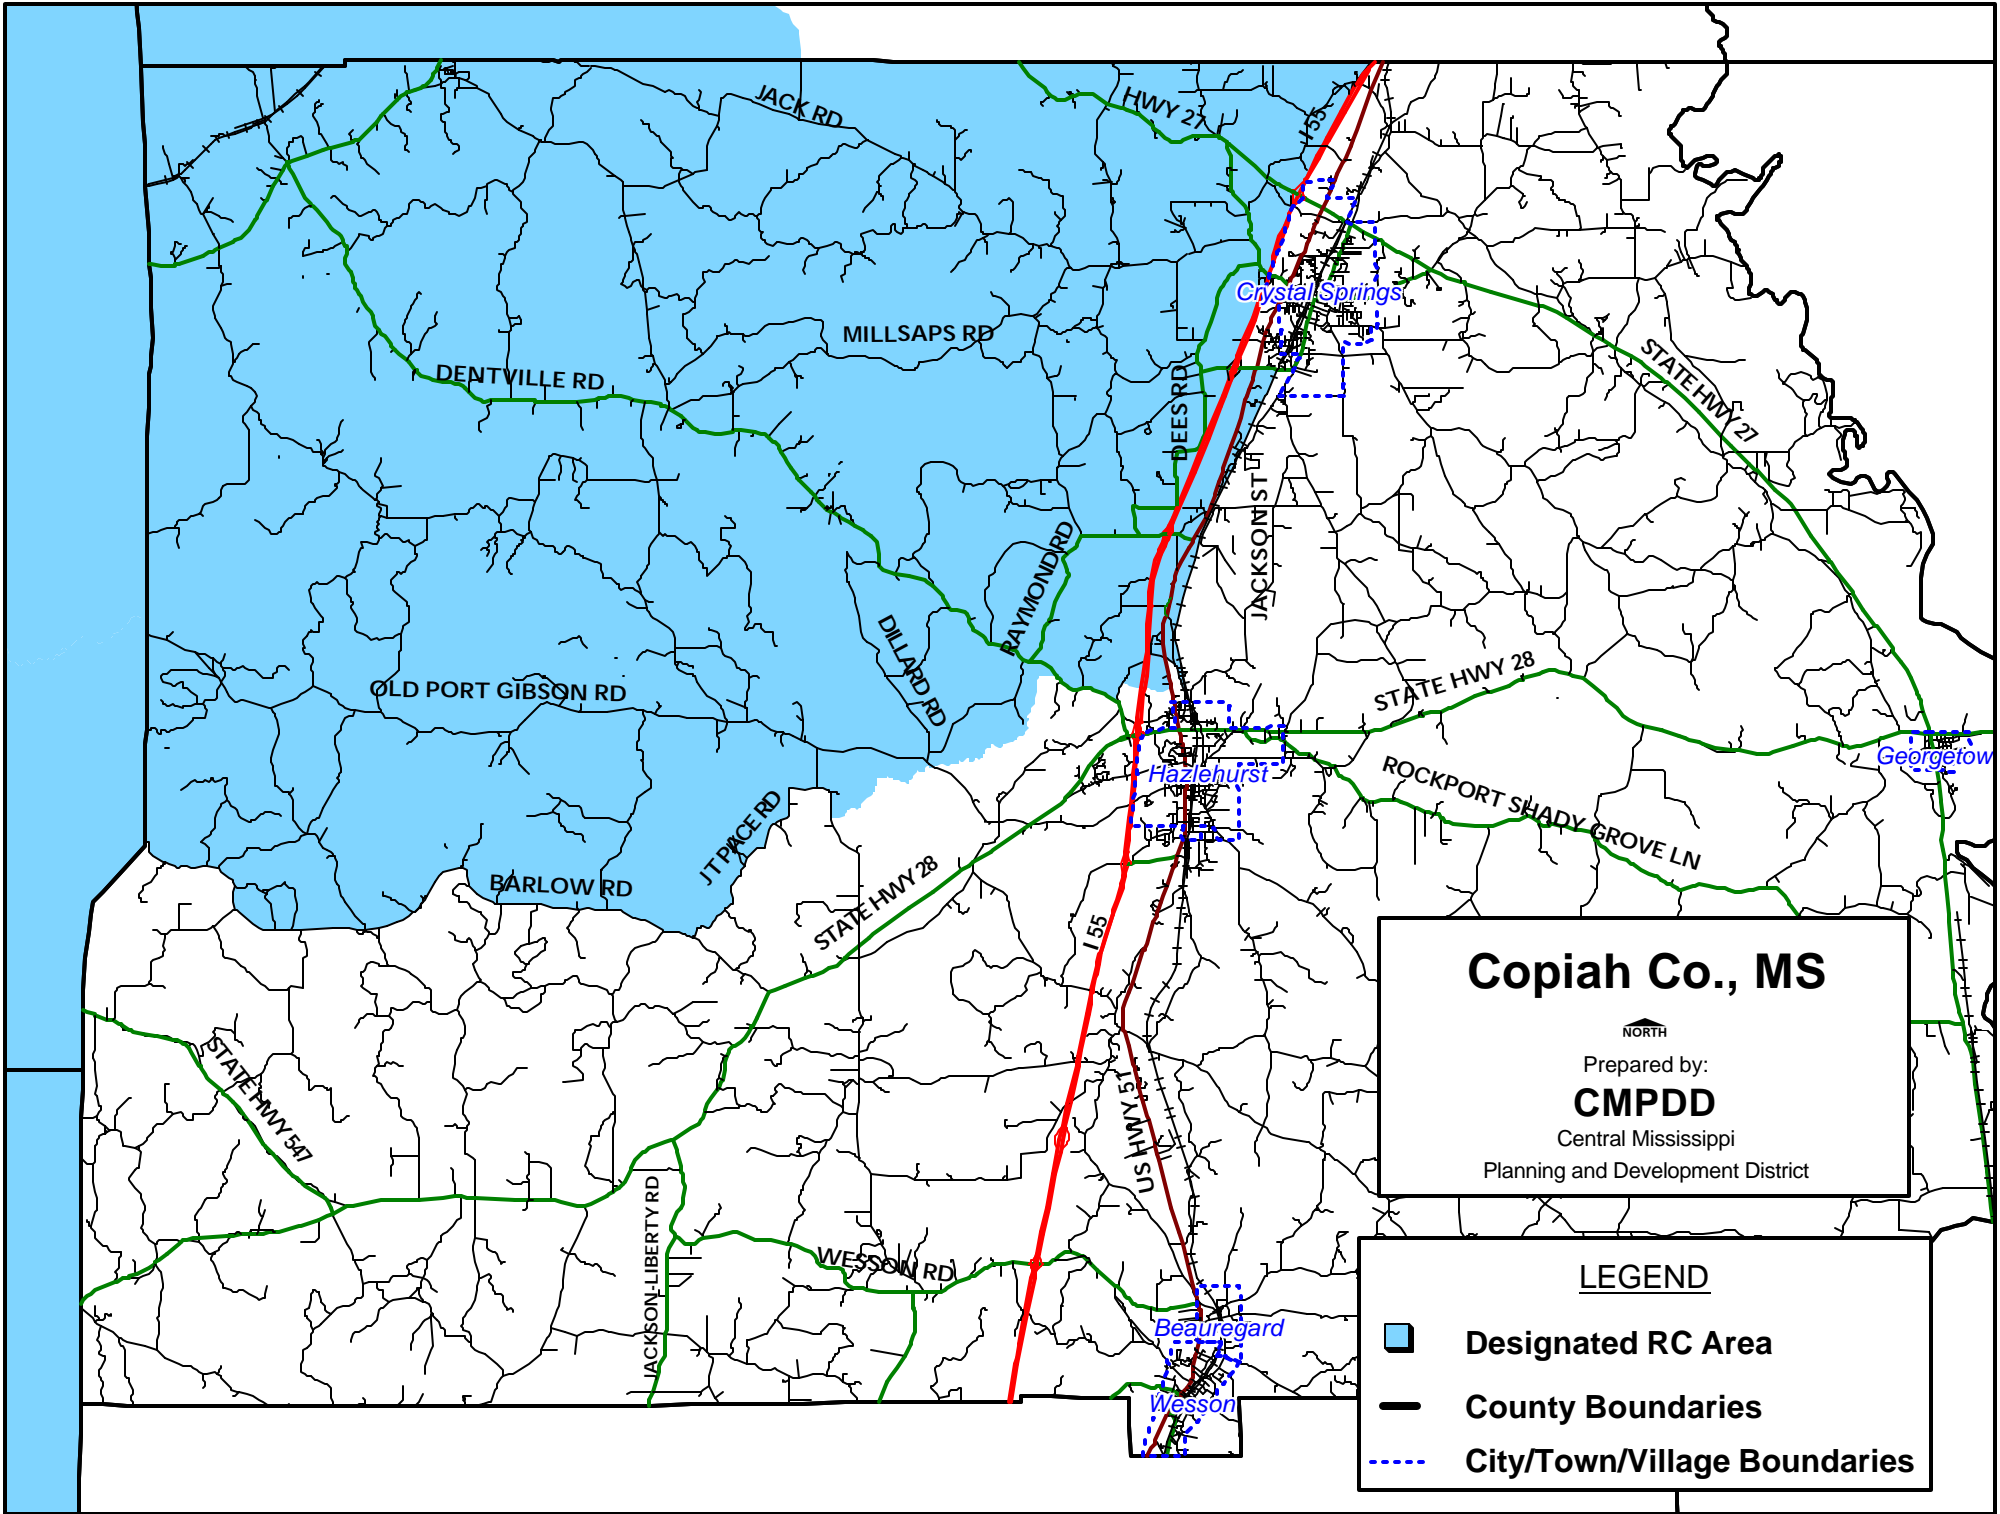 JACK RD
HWY 27
I 55
Crystal Springs
MILLSAPS RD
DENTVILLE RD
DEES RD
STATE HWY 27
JACKSON ST
RAYMOND RD
DILLARD RD
OLD PORT GIBSON RD
STATE HWY 28
Georgetow
Hazlehurst
ROCKPORT SHADY GROVE LN
JT PACE RD
BARLOW RD
STATE HWY 28
I 55
STATE HWY 547
US HWY 51
JACKSON-LIBERTY RD
WESSON RD
Beauregard
Wesson
Copiah Co., MS
NORTH
Prepared by:
CMPDD
Central Mississippi
Planning and Development District
LEGEND
Designated RC Area
County Boundaries
City/Town/Village Boundaries